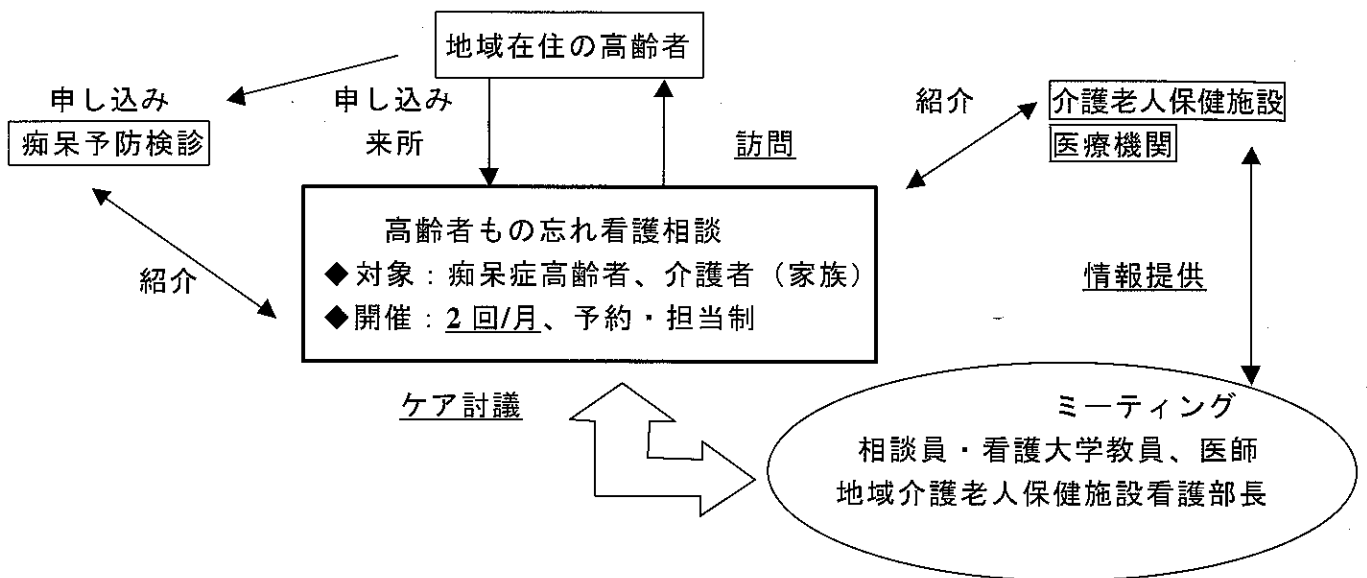 地域在住の高齢者
申し込み
痴呆予防検診
申し込み
来所
訪問
紹介
介護老人保健施設
医療機関
高齢者もの忘れ看護相談
◆対象：痴呆症高齢者、介護者（家族）
◆開催：2回/月、予約・担当制
紹介
情報提供
ケア討議
ミーティング
相談員・看護大学教員、医師
地域介護老人保健施設看護部長